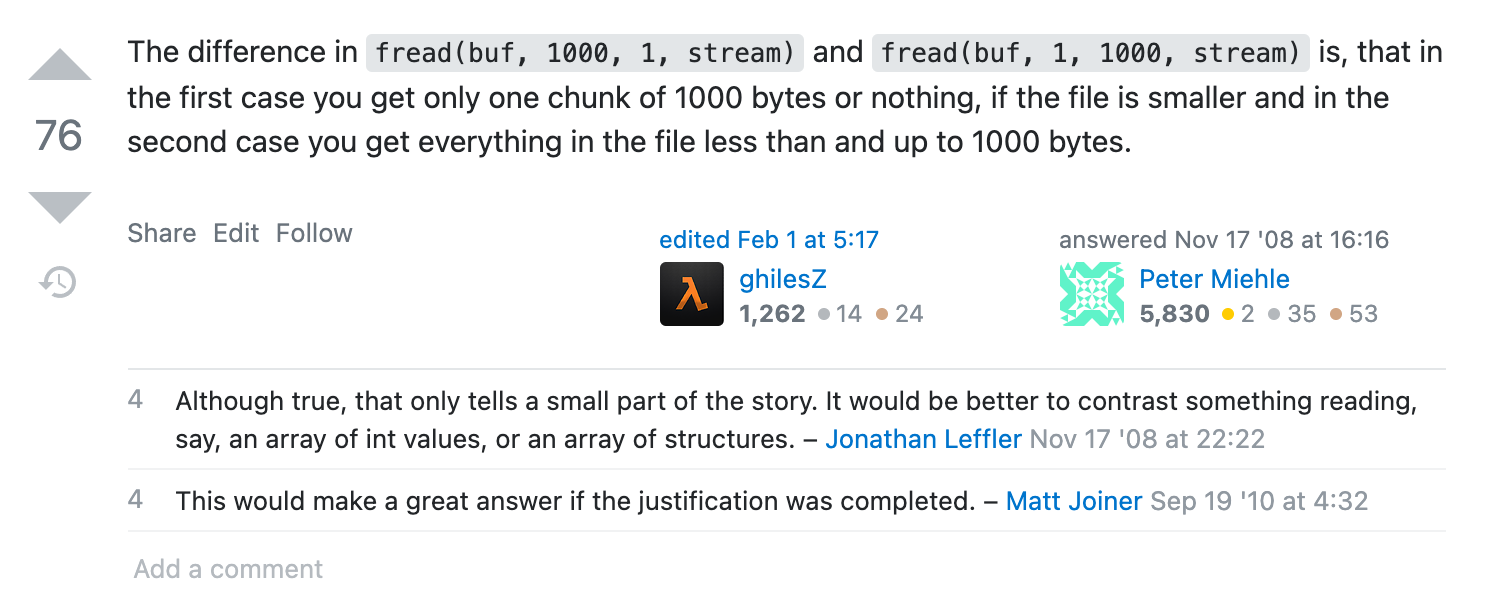 The difference in fread(buf, 1000, 1, stream) and fread(buf, 1, 1000, stream) is, that in
the first case you get only one chunk of 1000 bytes or nothing, if the file is smaller and in the
second case you get everything in the file less than and up to 1000 bytes.
76
Share Edit Follow
edited Feb 1 at 5:17
ghilesZ
1,262 14 24
answered Nov 17 '08 at 16:16
Peter Miehle
5,830 2 35 53
4 Although true, that only tells a small part of the story. It would be better to contrast something reading,
say, an array of int values, or an array of structures. – Jonathan Leffler Nov 17 '08 at 22:22
4 This would make a great answer if the justification was completed. – Matt Joiner Sep 19 '10 at 4:32
Add a comment